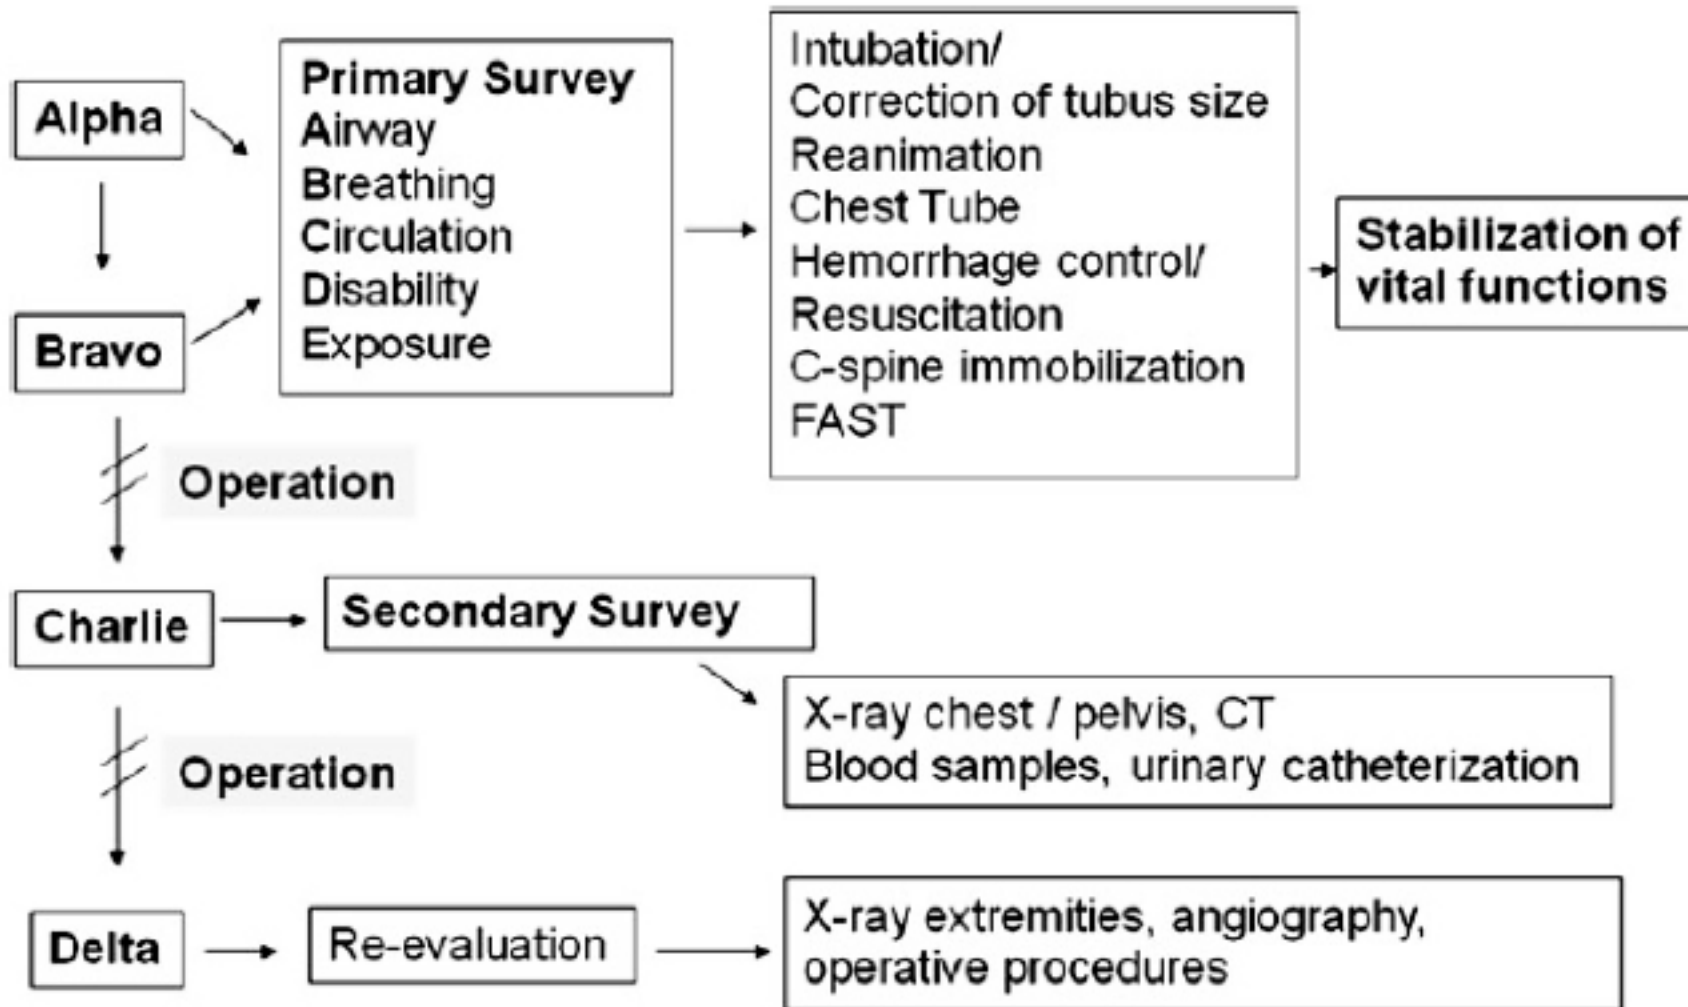 Alpha
Primary Survey
Airway
Breathing
Circulation
Disability
Exposure
Intubation/
Correction of tubus size
Reanimation
Chest Tube
Hemorrhage control/
Resuscitation
C-spine immobilization
FAST
Stabilization of
vital functions
Bravo
Operation
Charlie
Secondary Survey
X-ray chest / pelvis, CT
Blood samples, urinary catheterization
Operation
Delta
Re-evaluation
X-ray extremities, angiography,
operative procedures